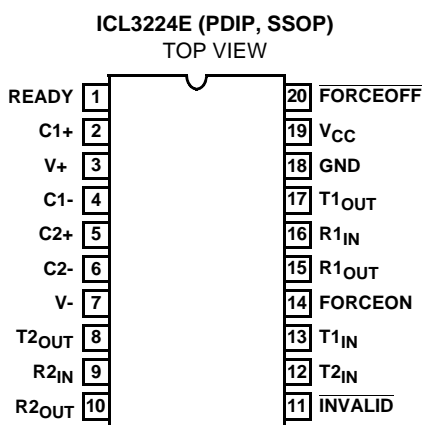 ICL3224E (PDIP, SSOP)
TOP VIEW
READY 1 20 FORCEOFF
C1+ 2 19 VCC
V+ 3 18 GND
C1- 4 17 T1OUT
C2+ 5 16 R1IN
C2- 6 15 R1OUT
V- 7 14 FORCEON
T2OUT 8 13 T1IN
R2IN 9 12 T2IN
R2OUT 10 11 INVALID